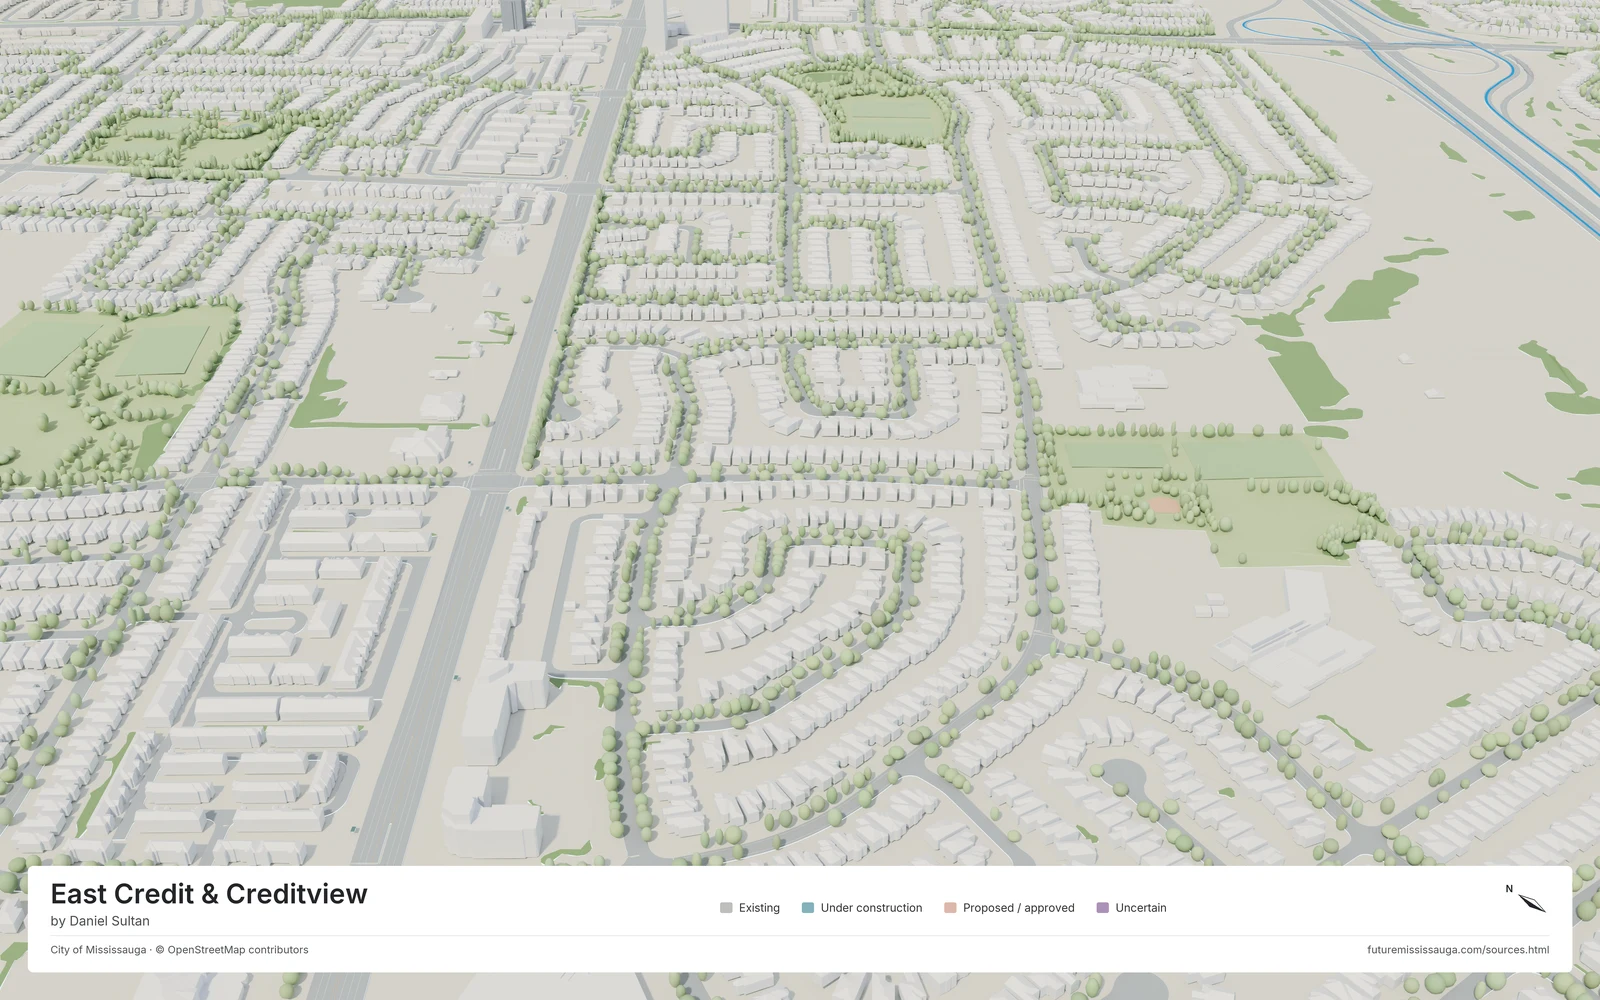 East Credit & Creditview
by Daniel Sultan
Existing
Under construction
Proposed / approved
Uncertain
N
City of Mississauga · © OpenStreetMap contributors
futuremississauga.com/sources.html